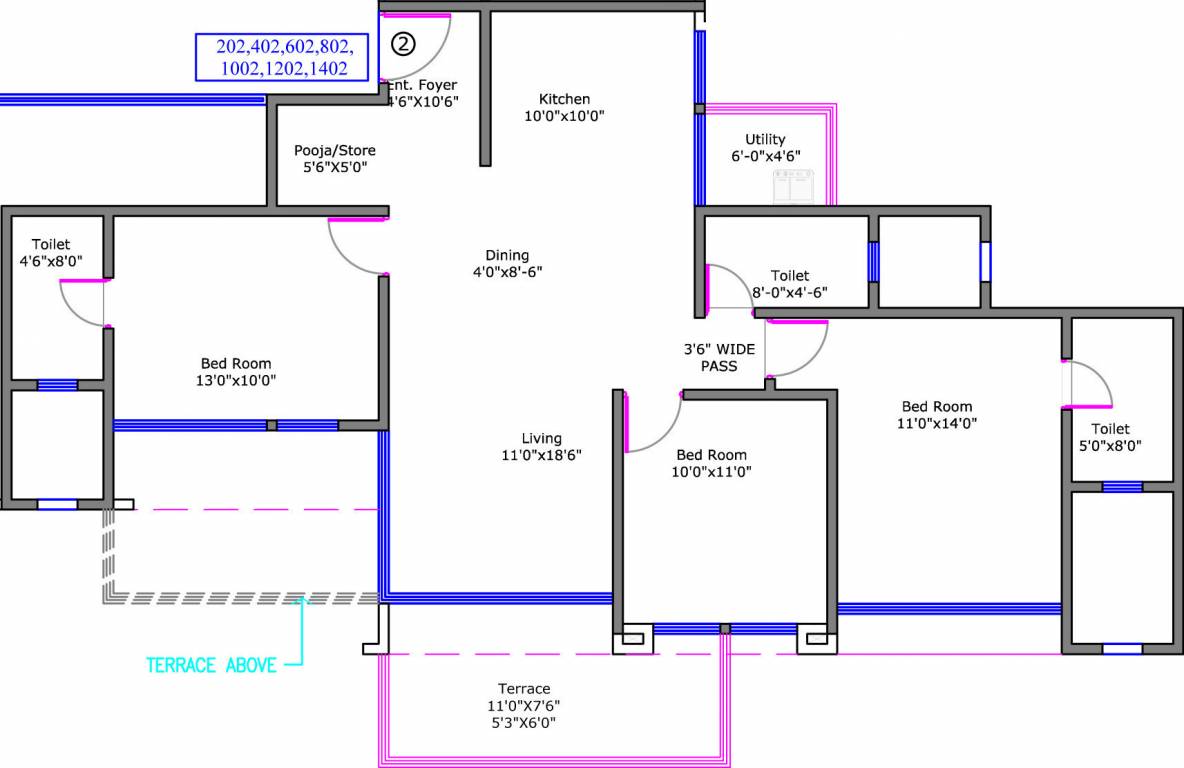 202,402,602,802,
1002,1202,1402
2
Ent. Foyer
4'6"X10'6"
Kitchen
10'0"x10'0"
Pooja/Store
5'6"X5'0"
Utility
6'-0"x4'6"
Toilet
4'6"x8'0"
Dining
4'0"x8'-6"
Toilet
8'-0"x4'-6"
Bed Room
13'0"x10'0"
3'6" WIDE
PASS
Bed Room
11'0"x14'0"
Living
11'0"x18'6"
Bed Room
10'0"x11'0"
Toilet
5'0"x8'0"
TERRACE ABOVE
Terrace
11'0"X7'6"
5'3"X6'0"